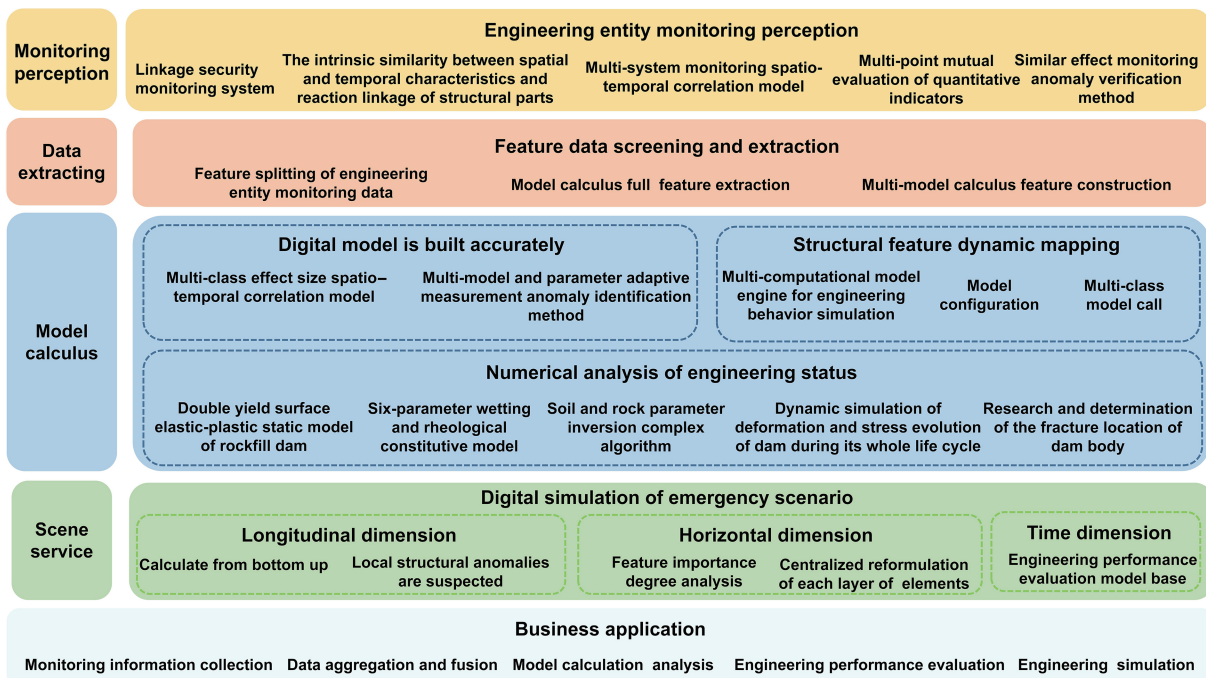 Monitoring
perception
Engineering entity monitoring perception
Linkage security
monitoring system
The intrinsic similarity between spatial
and temporal characteristics and
reaction linkage of structural parts
Multi-system monitoring spatio-
temporal correlation model
Multi-point mutual
evaluation of quantitative
indicators
Similar effect monitoring
anomaly verification
method
Data
extracting
Feature data screening and extraction
Feature splitting of engineering
entity monitoring data
Model calculus full feature extraction
Multi-model calculus feature construction
Model
calculus
Digital model is built accurately
Multi-class effect size spatio–
temporal correlation model
Multi-model and parameter adaptive
measurement anomaly identification
method
Structural feature dynamic mapping
Multi-computational model
engine for engineering
behavior simulation
Model
configuration
Multi-class
model call
Numerical analysis of engineering status
Double yield surface
elastic-plastic static model
of rockfill dam
Six-parameter wetting
and rheological
constitutive model
Soil and rock parameter
inversion complex
algorithm
Dynamic simulation of
deformation and stress evolution
of dam during its whole life cycle
Research and determination
of the fracture location of
dam body
Scene
service
Digital simulation of emergency scenario
Longitudinal dimension
Calculate from bottom up
Local structural anomalies
are suspected
Horizontal dimension
Feature importance
degree analysis
Centralized reformulation
of each layer of elements
Time dimension
Engineering performance
evaluation model base
Business application
Monitoring information collection
Data aggregation and fusion
Model calculation analysis
Engineering performance evaluation
Engineering simulation